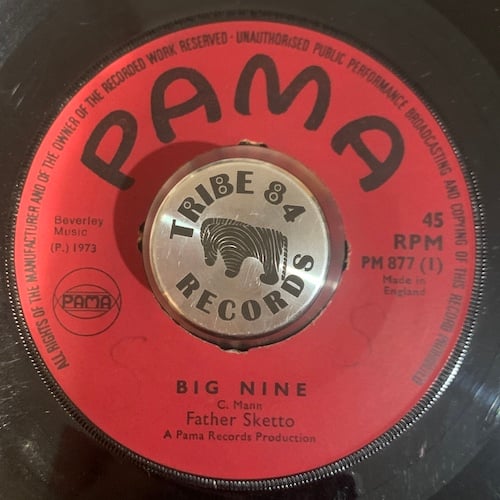 ALL RIGHTS OF THE MANUFACTURER AND OF THE OWNER OF THE RECORDED WORK RESERVED · UNAUTHORISED PUBLIC PERFORMANCE BROADCASTING AND COPYING OF THIS RECORD PROHIBITED
PAMA
TRIBE 84
RECORDS
Beverley
Music
(P.) 1973
PAMA
45
RPM
PM 877 (1)
Made in
England
BIG NINE
C. Mann
Father Sketto
A Pama Records Production